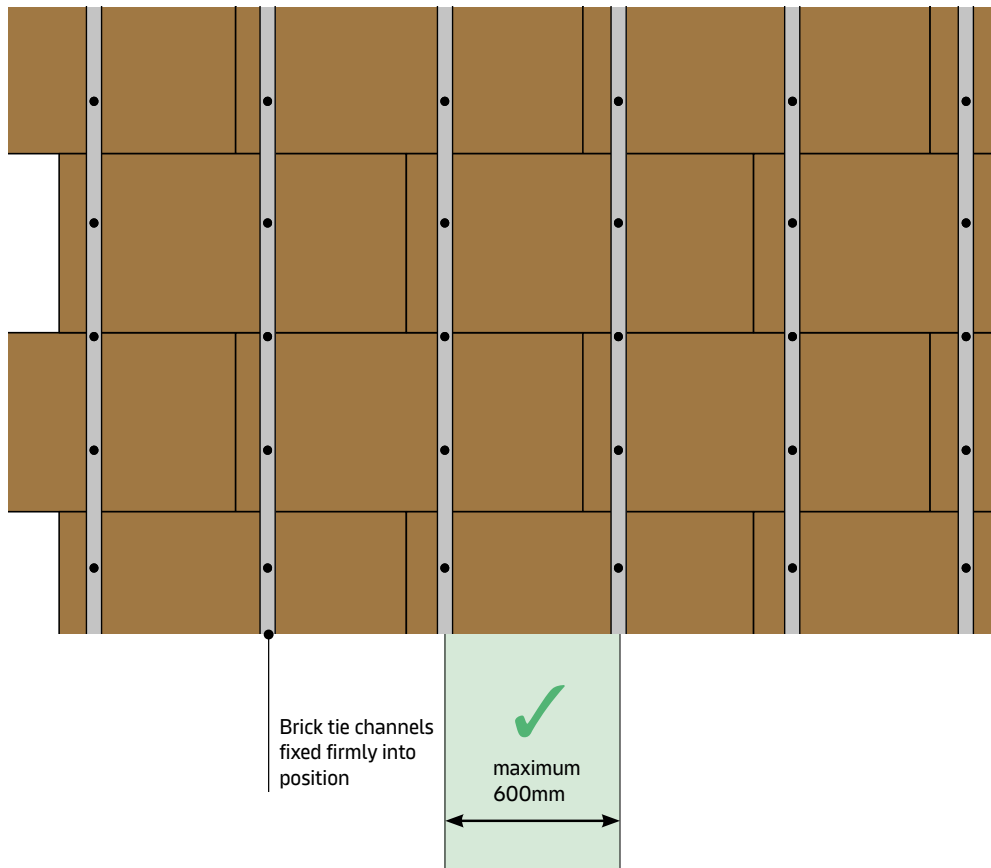 Brick tie channels
fixed firmly into
position
maximum
600mm